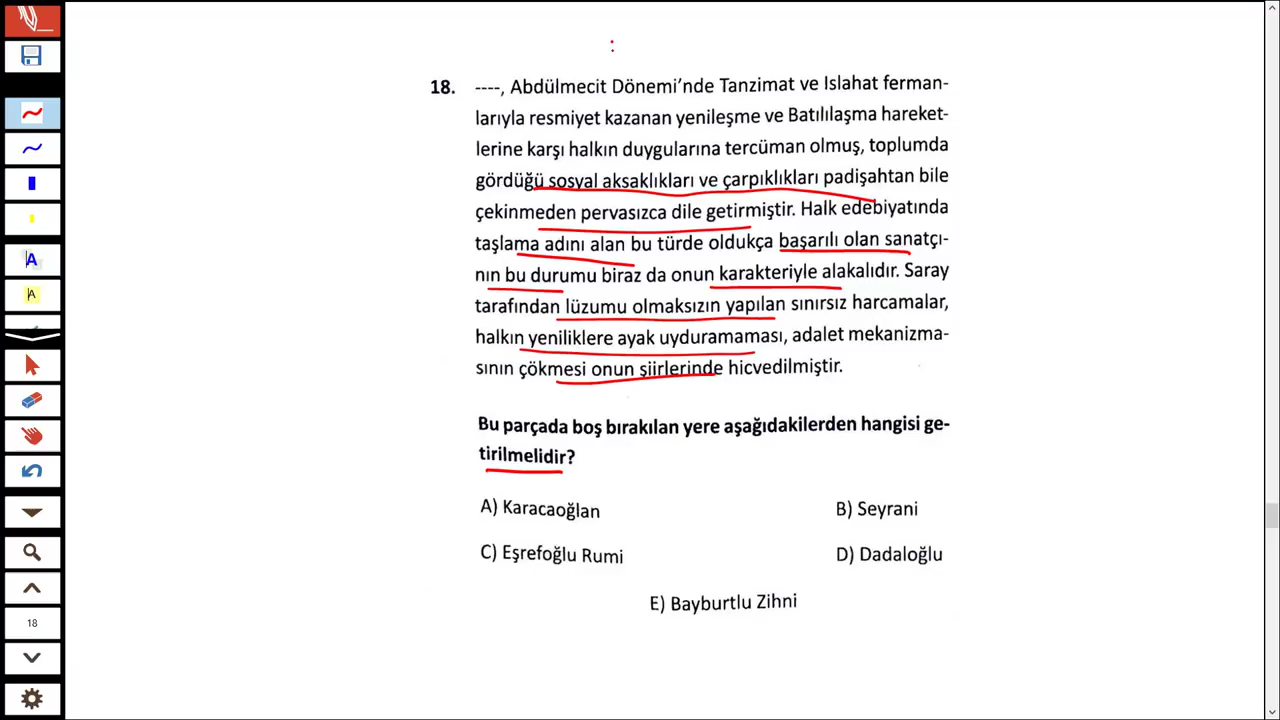 18. ----, Abdülmecit Dönemi’nde Tanzimat ve Islahat ferman-
larıyla resmiyet kazanan yenileşme ve Batılılaşma hareket-
lerine karşı halkın duygularına tercüman olmuş, toplumda
gördüğü sosyal aksaklıkları ve çarpıklıkları padişahtan bile
çekinmeden pervasızca dile getirmiştir. Halk edebiyatında
taşlama adını alan bu türde oldukça başarılı olan sanatçı-
nın bu durumu biraz da onun karakteriyle alakalıdır. Saray
tarafından lüzumu olmaksızın yapılan sınırsız harcamalar,
halkın yeniliklere ayak uyduramaması, adalet mekanizma-
sının çökmesi onun şiirlerinde hicvedilmiştir.
Bu parçada boş bırakılan yere aşağıdakilerden hangisi ge-
tirilmelidir?
A) Karacaoğlan
B) Seyrani
C) Eşrefoğlu Rumi
D) Dadaloğlu
E) Bayburtlu Zihni
A
A
18